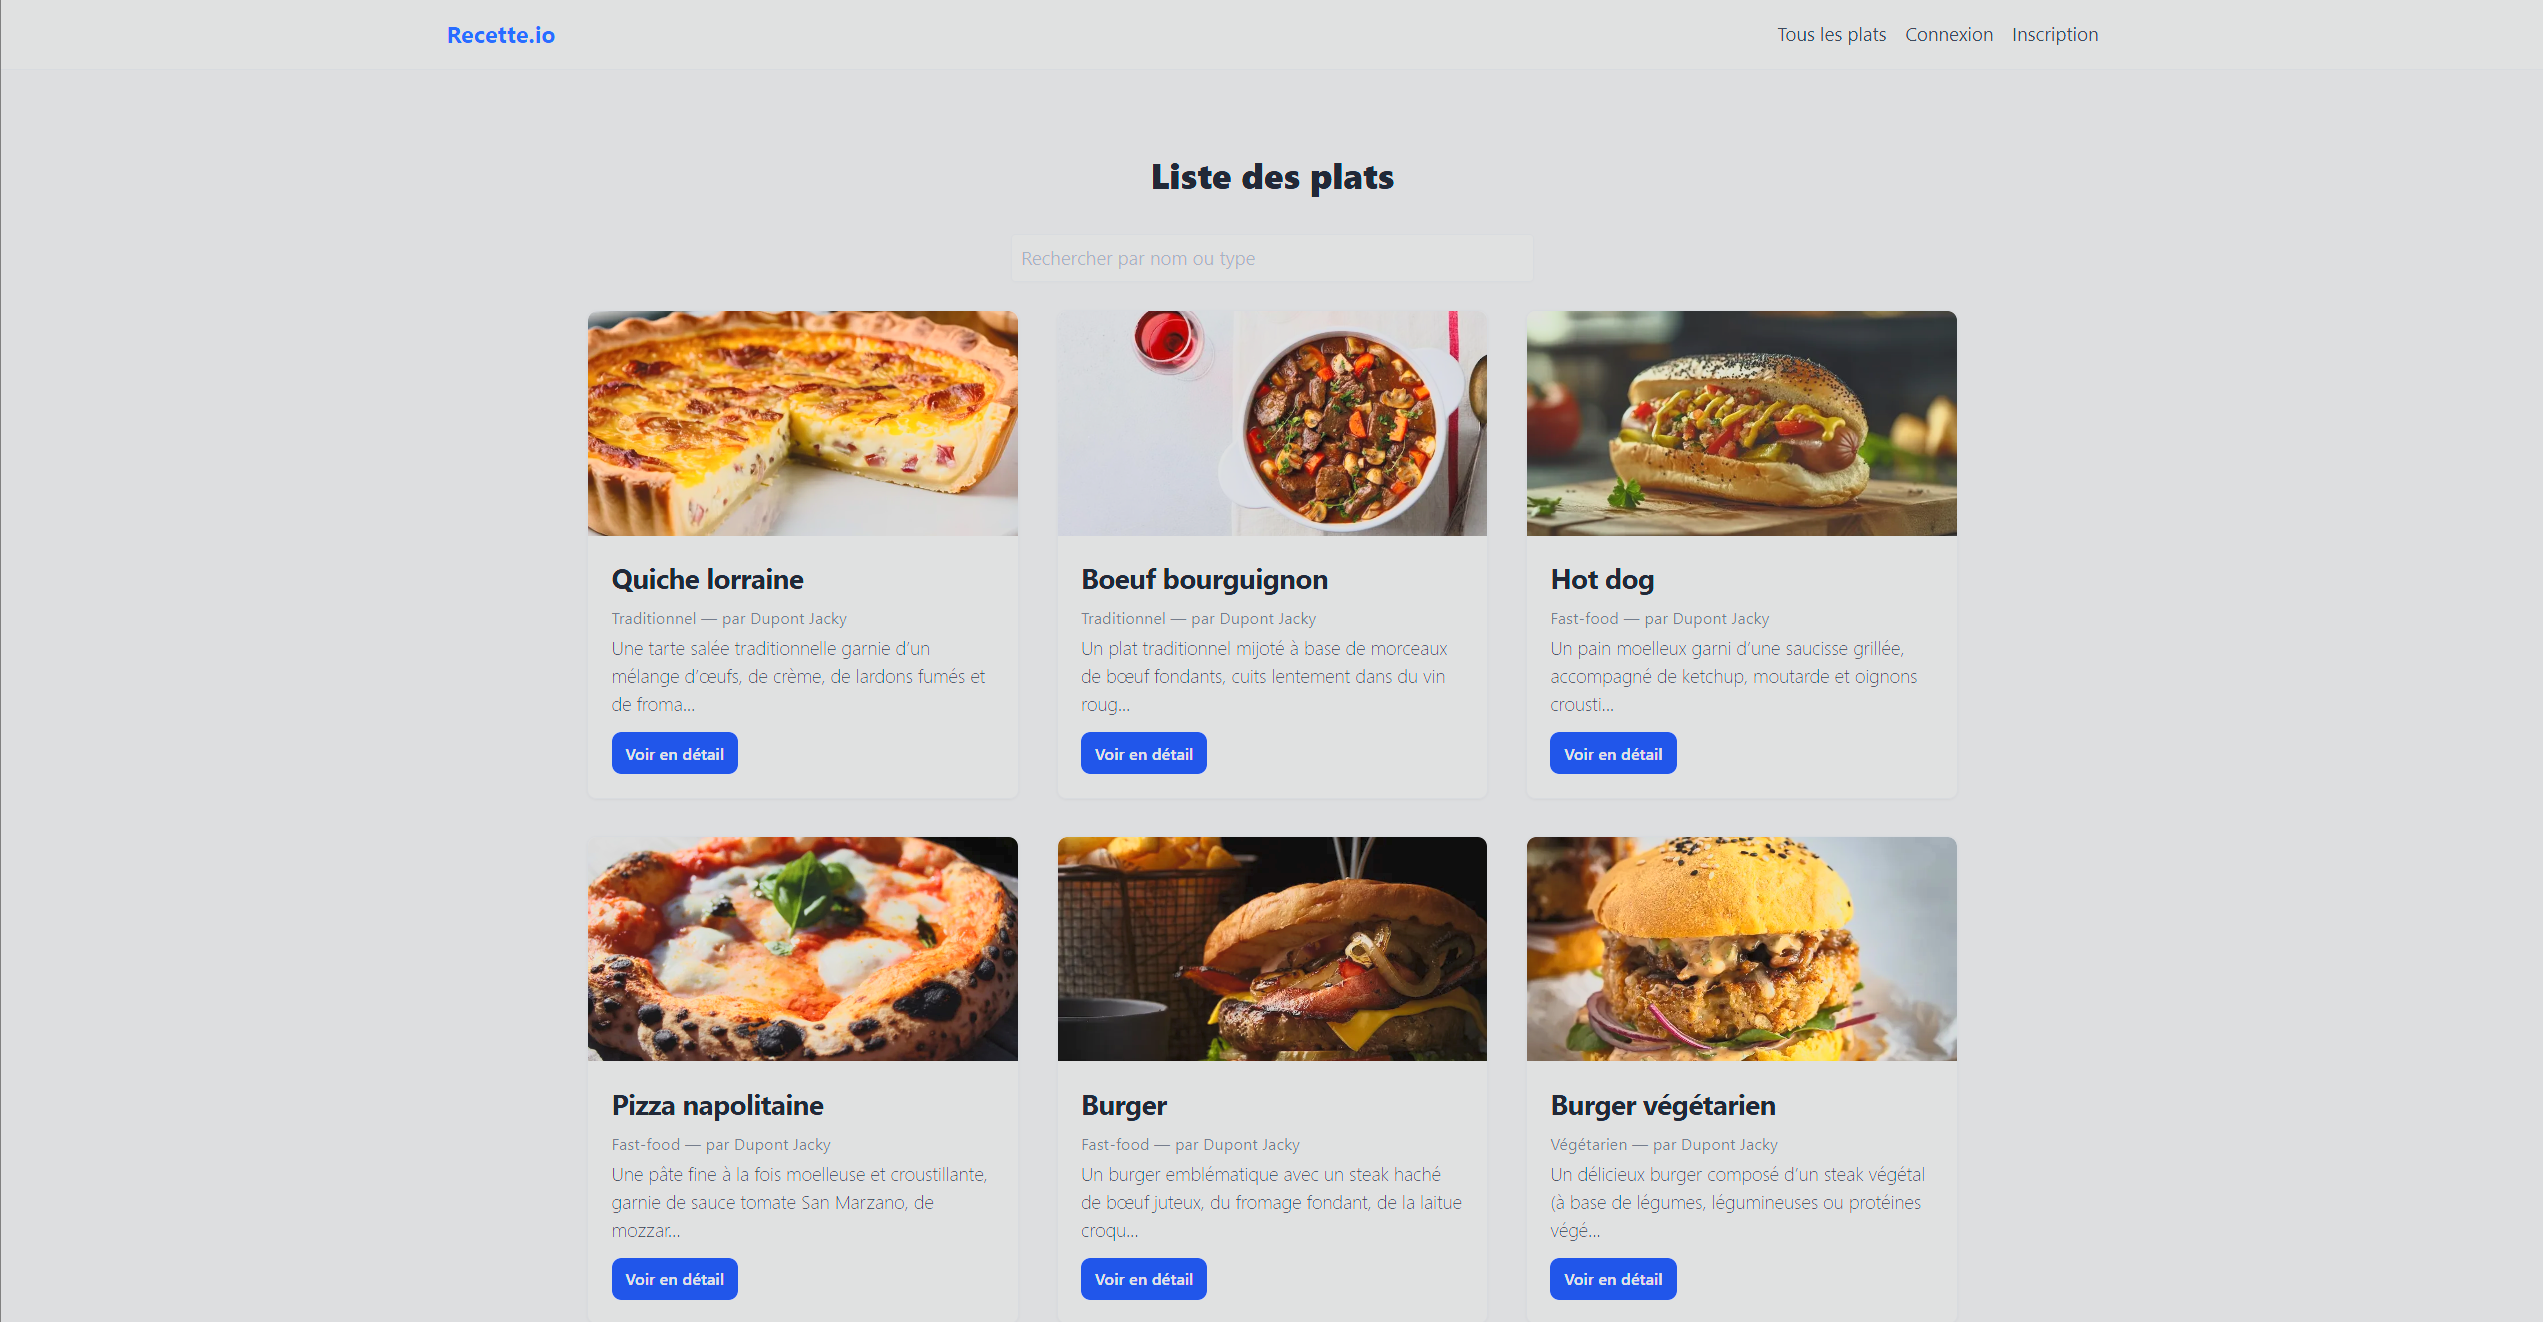 Recette.io
Tous les plats
Connexion
Inscription
Liste des plats
Rechercher par nom ou type
Quiche lorraine
Traditionnel — par Dupont Jacky
Une tarte salée traditionnelle garnie d’un
mélange d’œufs, de crème, de lardons fumés et
de froma...
Voir en détail
Boeuf bourguignon
Traditionnel — par Dupont Jacky
Un plat traditionnel mijoté à base de morceaux
de bœuf fondants, cuits lentement dans du vin
roug...
Voir en détail
Hot dog
Fast-food — par Dupont Jacky
Un pain moelleux garni d’une saucisse grillée,
accompagné de ketchup, moutarde et oignons
crousti...
Voir en détail
Pizza napolitaine
Fast-food — par Dupont Jacky
Une pâte fine à la fois moelleuse et croustillante,
garnie de sauce tomate San Marzano, de
mozzar...
Voir en détail
Burger
Fast-food — par Dupont Jacky
Un burger emblématique avec un steak haché
de bœuf juteux, du fromage fondant, de la laitue
croqu...
Voir en détail
Burger végétarien
Végétarien — par Dupont Jacky
Un délicieux burger composé d’un steak végétal
(à base de légumes, légumineuses ou protéines
végé...
Voir en détail